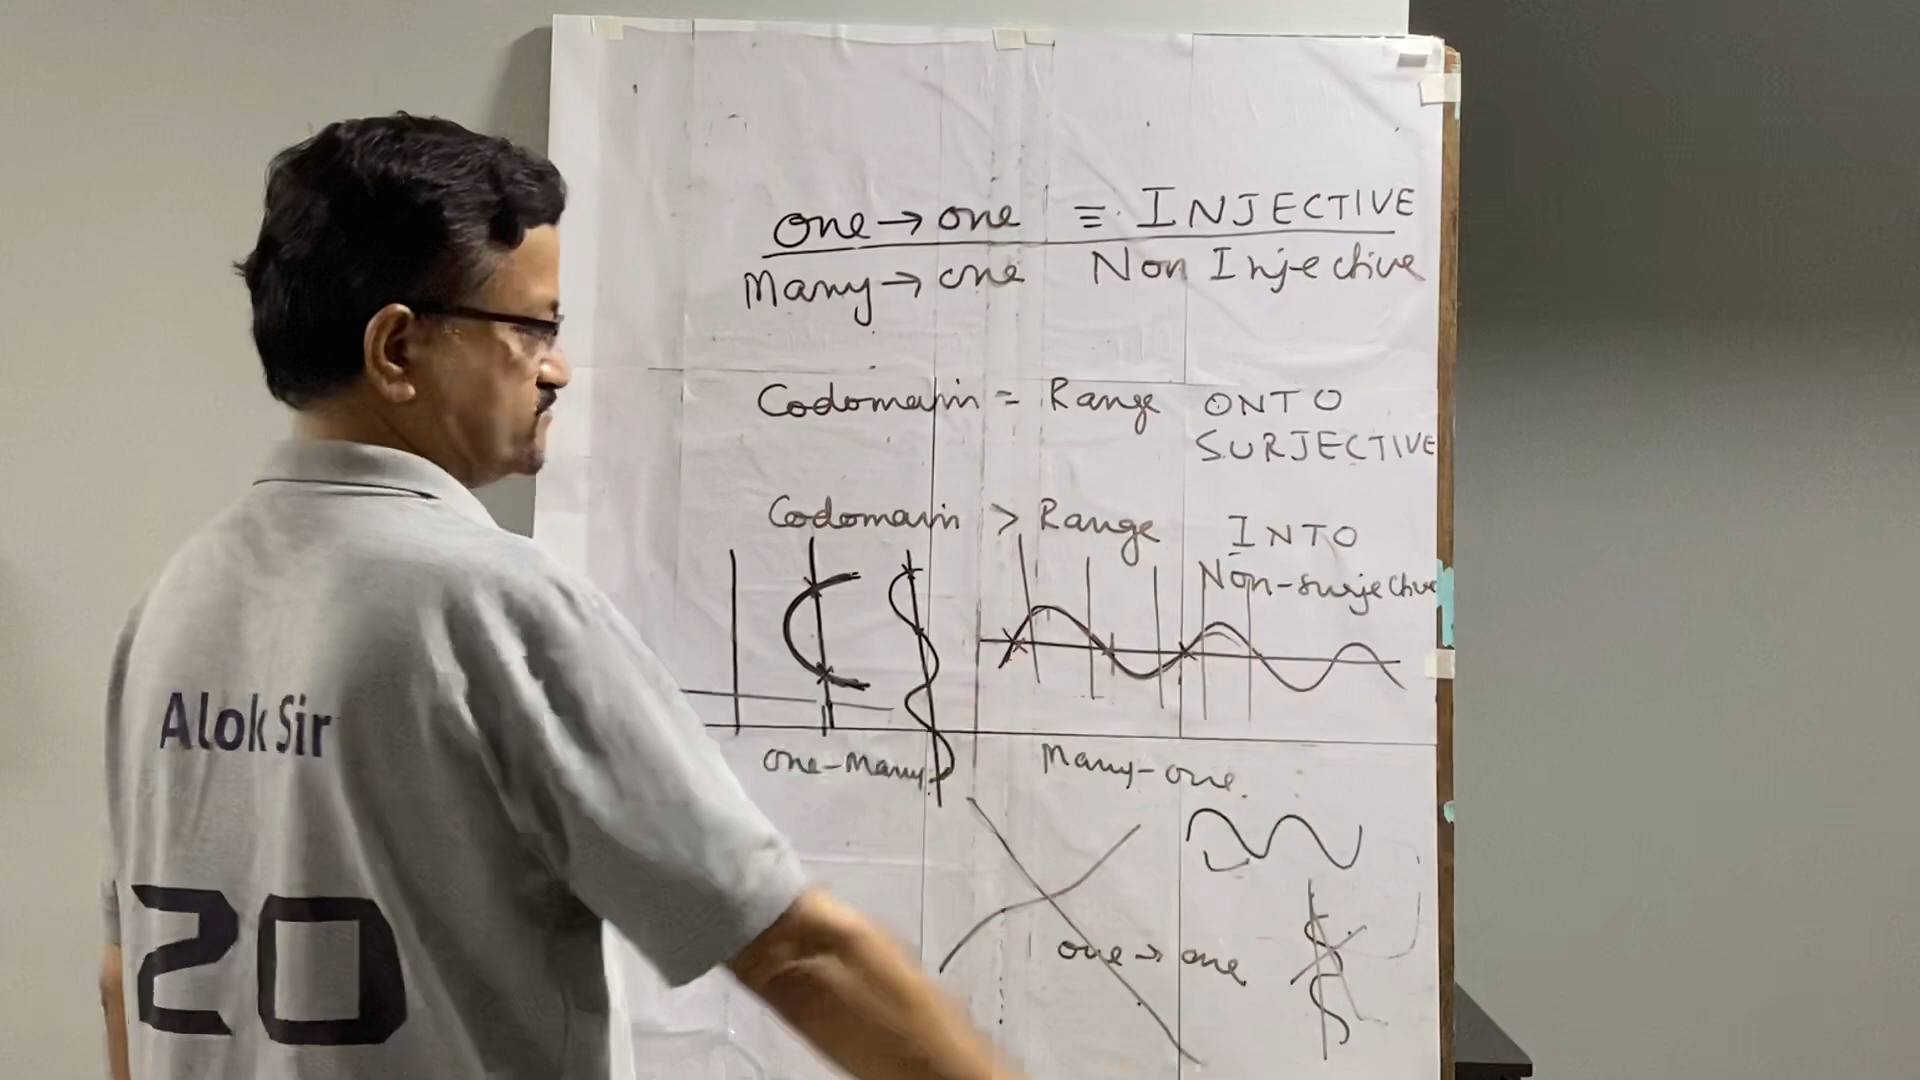 one → one ≡ INJECTIVE
Many → one Non Injective
Codomain = Range ONTO
SURJECTIVE
Codomain > Range INTO
Non-surjective
one-Many
Many-one.
one → one
Alok Sir
20